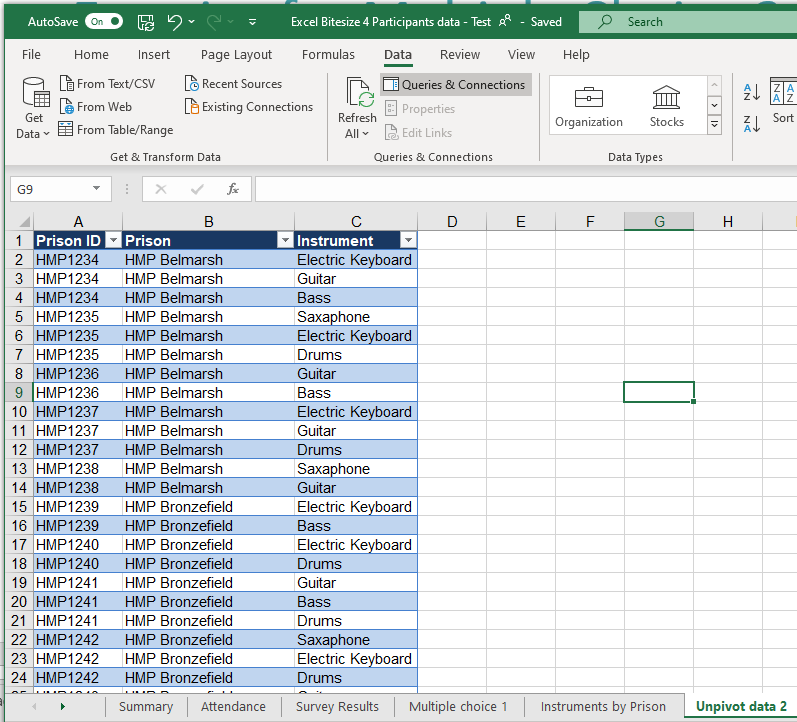 AutoSave On Excel Bitesize 4 Participants data - Test - Saved Search
File Home Insert Page Layout Formulas Data Review View Help
Get Data
From Text/CSV
From Web
From Table/Range
Recent Sources
Existing Connections
Get & Transform Data
Refresh All
Queries & Connections
Properties
Edit Links
Queries & Connections
Organization Stocks
Data Types
Sort
G9 fx
A B C D E F G H
1 Prison ID Prison Instrument
2 HMP1234 HMP Belmarsh Electric Keyboard
3 HMP1234 HMP Belmarsh Guitar
4 HMP1234 HMP Belmarsh Bass
5 HMP1235 HMP Belmarsh Saxaphone
6 HMP1235 HMP Belmarsh Electric Keyboard
7 HMP1235 HMP Belmarsh Drums
8 HMP1236 HMP Belmarsh Guitar
9 HMP1236 HMP Belmarsh Bass
10 HMP1237 HMP Belmarsh Electric Keyboard
11 HMP1237 HMP Belmarsh Guitar
12 HMP1237 HMP Belmarsh Drums
13 HMP1238 HMP Belmarsh Saxaphone
14 HMP1238 HMP Belmarsh Guitar
15 HMP1239 HMP Bronzefield Electric Keyboard
16 HMP1239 HMP Bronzefield Bass
17 HMP1240 HMP Bronzefield Electric Keyboard
18 HMP1240 HMP Bronzefield Drums
19 HMP1241 HMP Bronzefield Guitar
20 HMP1241 HMP Bronzefield Bass
21 HMP1241 HMP Bronzefield Drums
22 HMP1242 HMP Bronzefield Saxaphone
23 HMP1242 HMP Bronzefield Electric Keyboard
24 HMP1242 HMP Bronzefield Drums
Summary Attendance Survey Results Multiple choice 1 Instruments by Prison Unpivot data 2